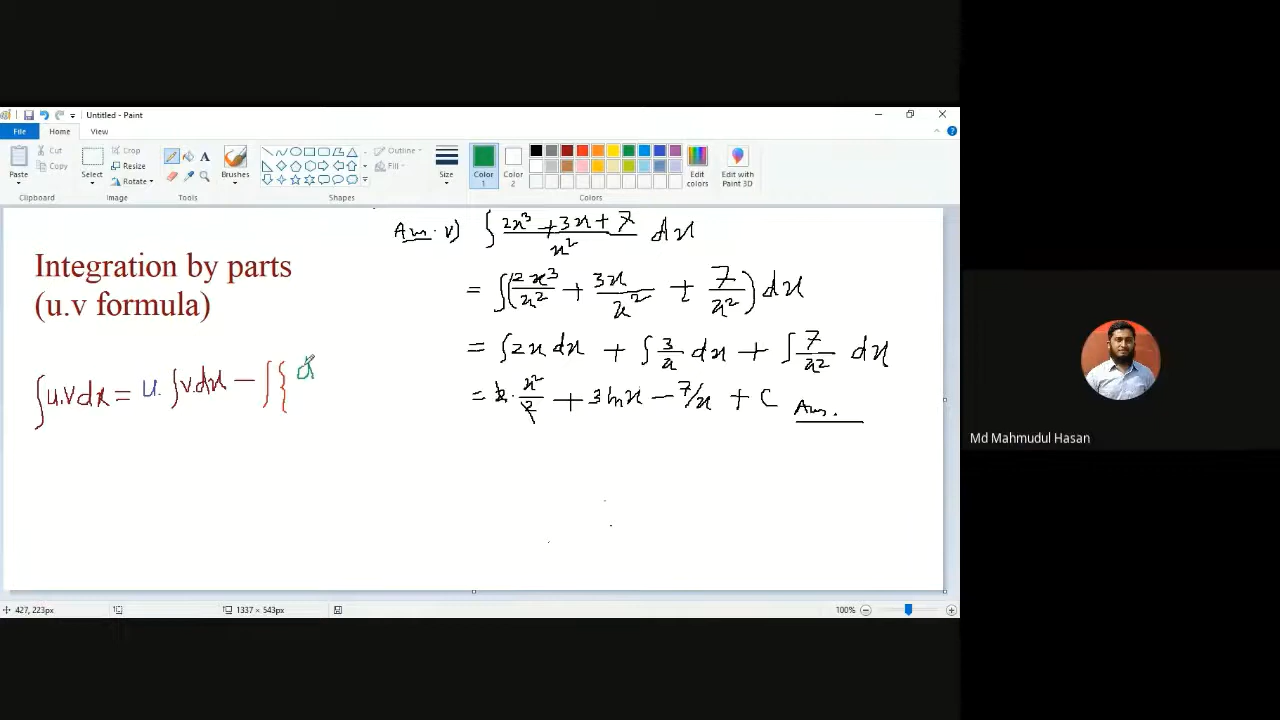 Untitled - Paint
File Home View
Paste
Cut
Copy
Clipboard
Select
Crop
Resize
Rotate
Image
A
Tools
Brushes
Outline
Fill
Shapes
Size
Color 1
Color 2
Colors
Edit colors
Edit with Paint 3D
Integration by parts
(u.v formula)
∫u.v dx = u. ∫v.dx − ∫{ d
Ans. v) ∫ (2x³ + 3x + 7)/x² dx
= ∫(2x³/x² + 3x/x² + 7/x²) dx
= ∫2x dx + ∫3/x dx + ∫7/x² dx
= 2. x²/2 + 3 ln x − 7/x + C Ans.
427, 223px
1337 × 543px
100%
Md Mahmudul Hasan